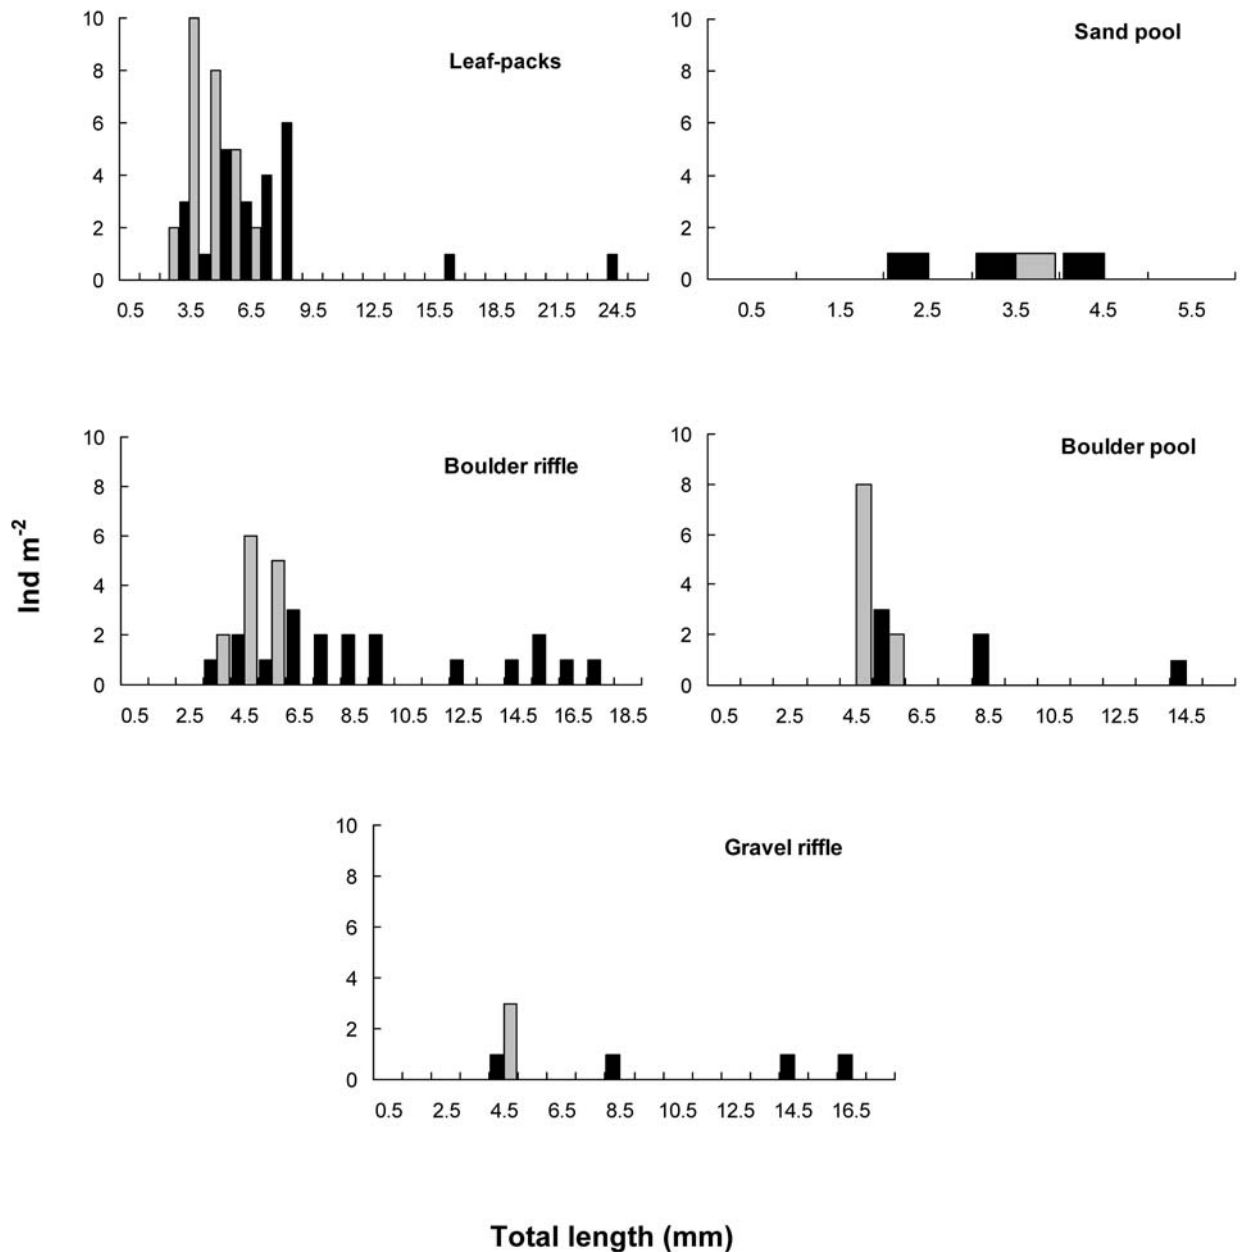 Leaf-packs
10
8
6
4
2
0
0.5 3.5 6.5 9.5 12.5 15.5 18.5 21.5 24.5
Sand pool
10
8
6
4
2
0
0.5 1.5 2.5 3.5 4.5 5.5
Boulder riffle
10
8
6
4
2
0
0.5 2.5 4.5 6.5 8.5 10.5 12.5 14.5 16.5 18.5
Boulder pool
10
8
6
4
2
0
0.5 2.5 4.5 6.5 8.5 10.5 12.5 14.5
Ind m⁻²
Gravel riffle
10
8
6
4
2
0
0.5 2.5 4.5 6.5 8.5 10.5 12.5 14.5 16.5
Total length (mm)